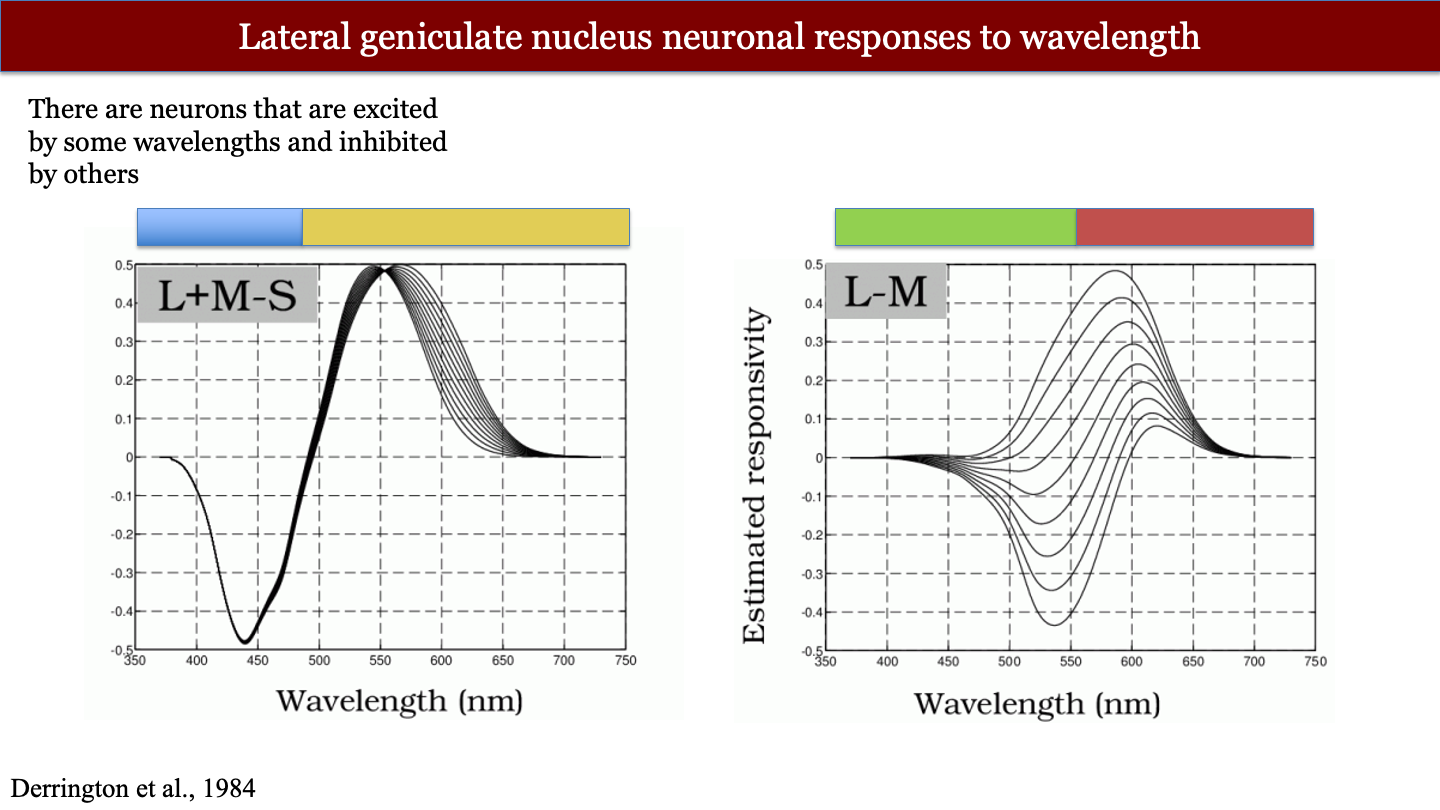 Lateral geniculate nucleus neuronal responses to wavelength
There are neurons that are excited
by some wavelengths and inhibited
by others
L+M-S
0.5
0.4
0.3
0.2
0.1
0
-0.1
-0.2
-0.3
-0.4
-0.5
350 400 450 500 550 600 650 700 750
Wavelength (nm)
L-M
Estimated responsivity
0.5
0.4
0.3
0.2
0.1
0
-0.1
-0.2
-0.3
-0.4
-0.5
350 400 450 500 550 600 650 700 750
Wavelength (nm)
Derrington et al., 1984